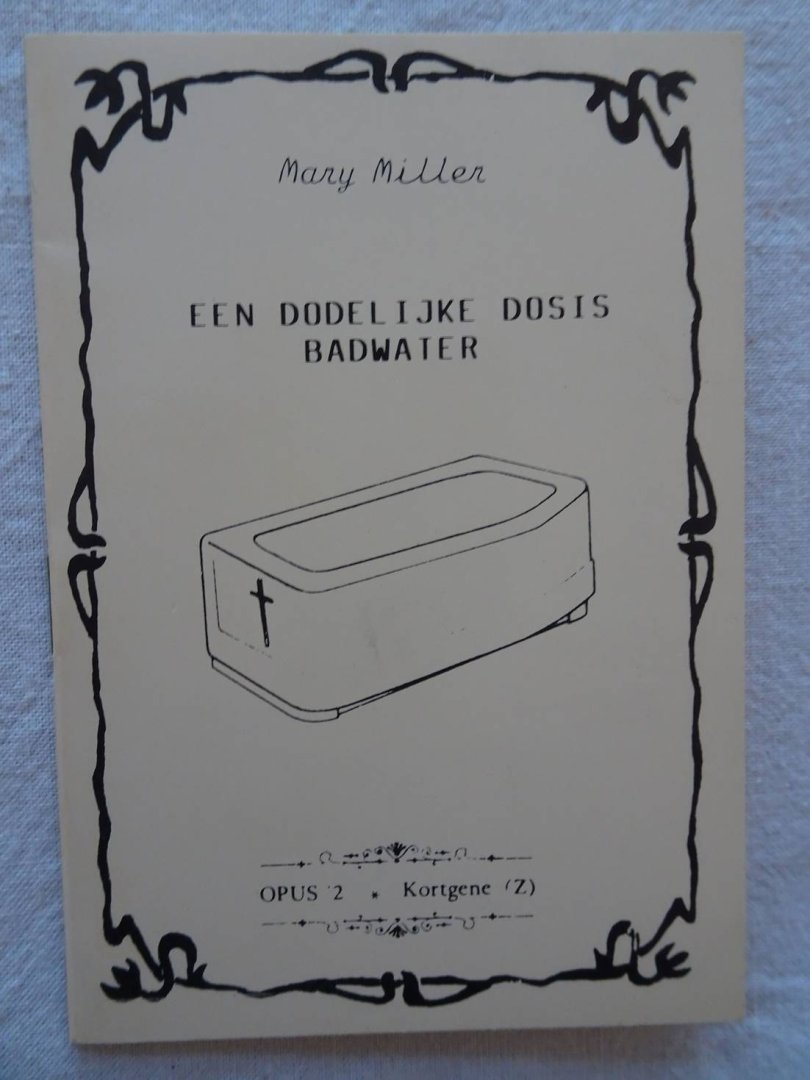 Mary Miller
EEN DODELIJKE DOSIS
BADWATER
OPUS '2 * Kortgene (Z)